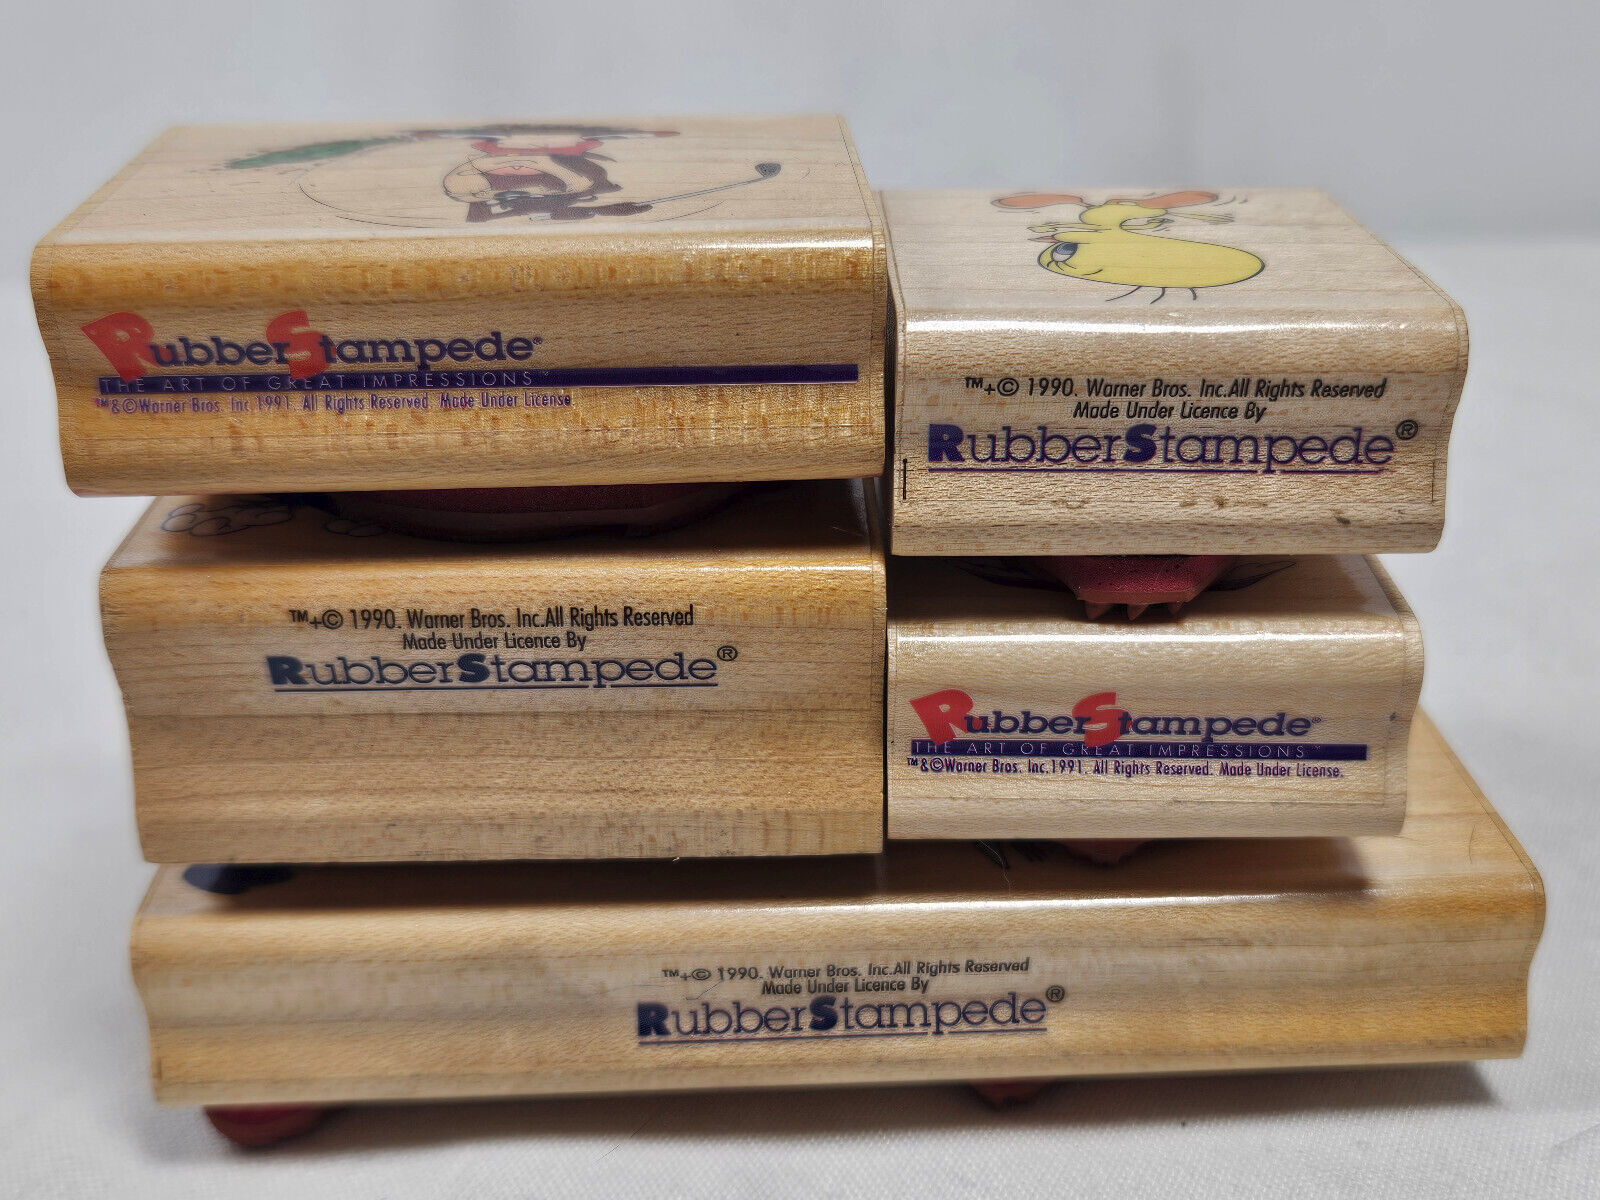 RubberStampede®
THE ART OF GREAT IMPRESSIONS™
™&©Warner Bros. Inc.1991. All Rights Reserved. Made Under License.
™+© 1990. Warner Bros. Inc.All Rights Reserved
Made Under Licence By
RubberStampede®
™+© 1990. Warner Bros. Inc.All Rights Reserved
Made Under Licence By
RubberStampede®
RubberStampede®
THE ART OF GREAT IMPRESSIONS™
™&©Warner Bros. Inc.1991. All Rights Reserved. Made Under License.
™+© 1990. Warner Bros. Inc.All Rights Reserved
Made Under Licence By
RubberStampede®